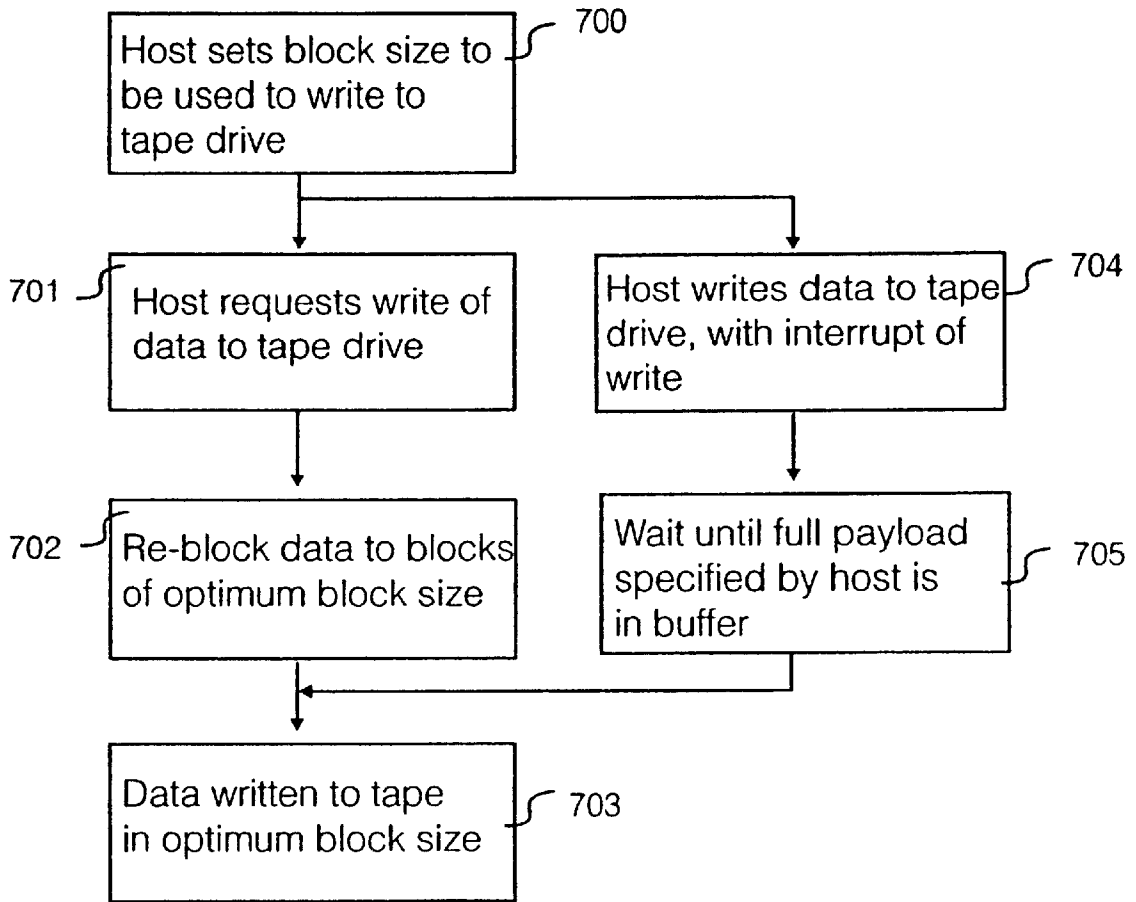 700
Host sets block size to
be used to write to
tape drive
701
Host requests write of
data to tape drive
704
Host writes data to tape
drive, with interrupt of
write
702
Re-block data to blocks
of optimum block size
705
Wait until full payload
specified by host is
in buffer
703
Data written to tape
in optimum block size